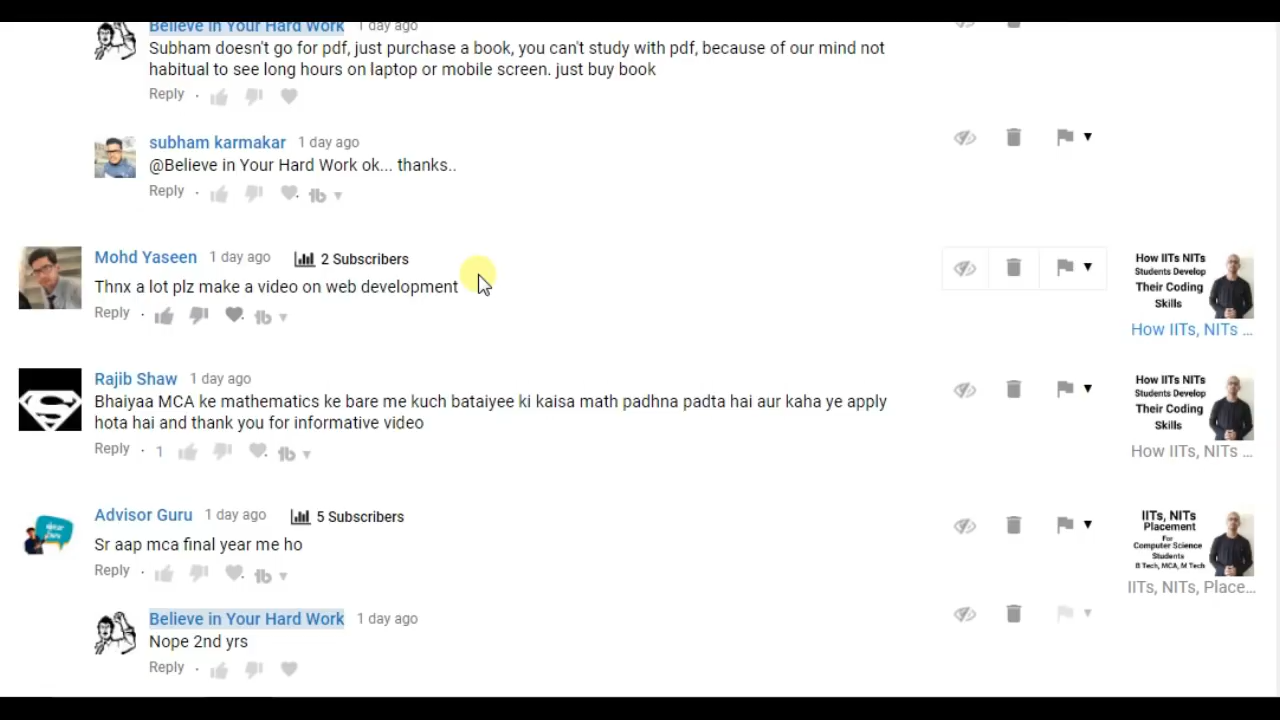 Believe in Your Hard Work 1 day ago
Subham doesn't go for pdf, just purchase a book, you can't study with pdf, because of our mind not
habitual to see long hours on laptop or mobile screen. just buy book
Reply
subham karmakar 1 day ago
@Believe in Your Hard Work ok... thanks..
Reply
Mohd Yaseen 1 day ago 2 Subscribers
Thnx a lot plz make a video on web development
Reply
How IITs NITs
Students Develop
Their Coding
Skills
How IITs, NITs ...
Rajib Shaw 1 day ago
Bhaiyaa MCA ke mathematics ke bare me kuch bataiyee ki kaisa math padhna padta hai aur kaha ye apply
hota hai and thank you for informative video
Reply 1
How IITs NITs
Students Develop
Their Coding
Skills
How IITs, NITs ...
Advisor Guru 1 day ago 5 Subscribers
Sr aap mca final year me ho
Reply
IITs, NITs
Placement
For
Computer Science
Students
B Tech, MCA, M Tech
IITs, NITs, Place...
Believe in Your Hard Work 1 day ago
Nope 2nd yrs
Reply